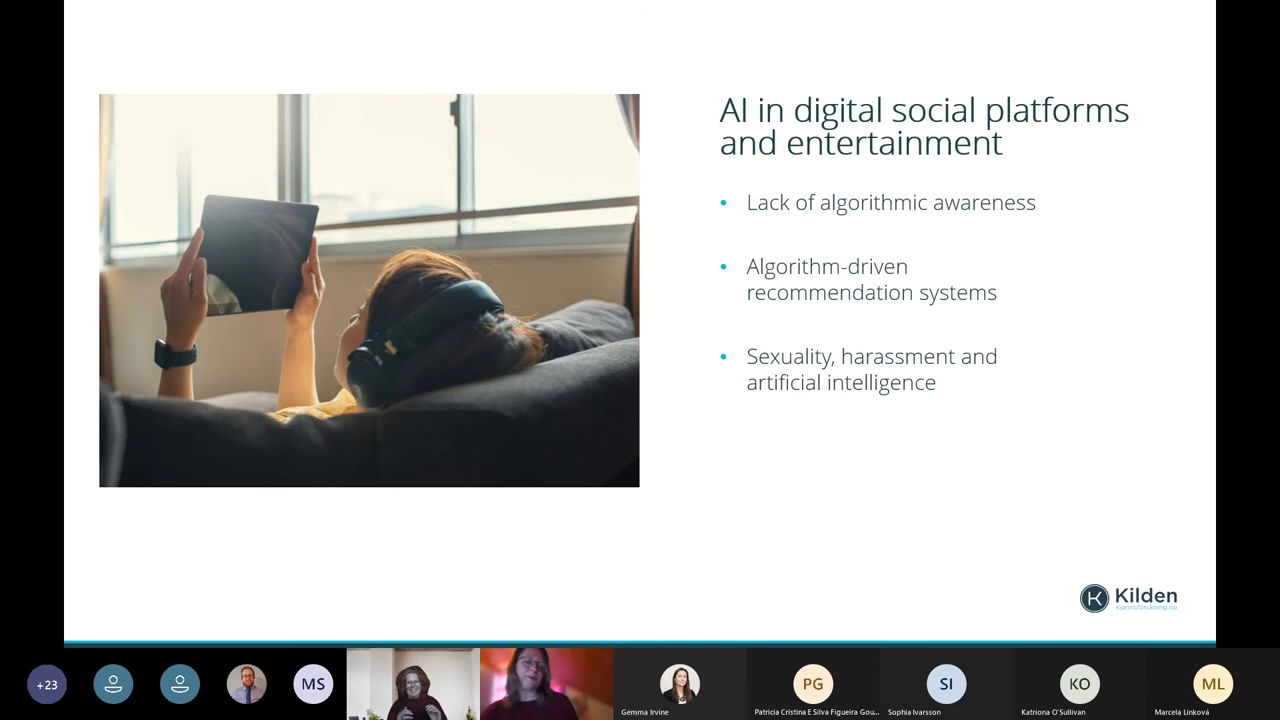 AI in digital social platforms
and entertainment
• Lack of algorithmic awareness
• Algorithm-driven
recommendation systems
• Sexuality, harassment and
artificial intelligence
Kilden
kjønnsforskning.no
+23
MS
Gemma Irvine
PG
Patricia Cristina E Silva Figueira Gou...
SI
Sophia Ivarsson
KO
Katriona O'Sullivan
ML
Marcela Linková